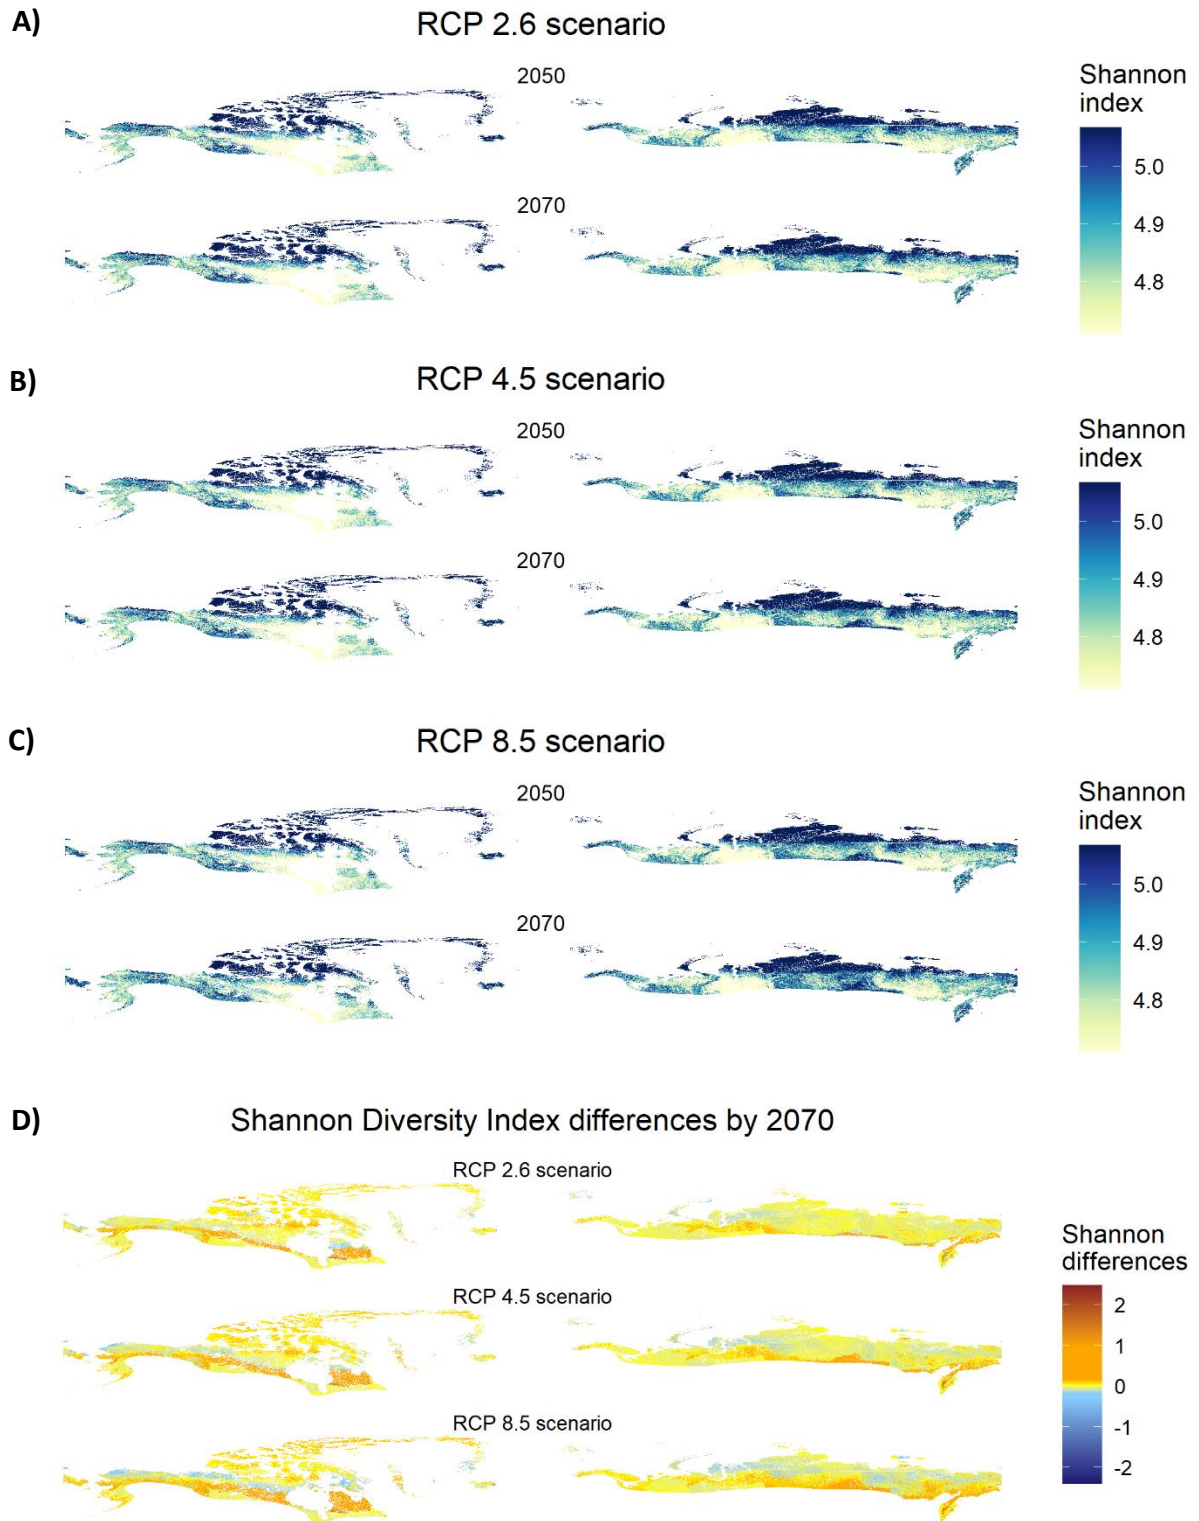 A)
RCP 2.6 scenario
2050
2070
Shannon
index
5.0
4.9
4.8
B)
RCP 4.5 scenario
2050
2070
Shannon
index
5.0
4.9
4.8
C)
RCP 8.5 scenario
2050
2070
Shannon
index
5.0
4.9
4.8
D)
Shannon Diversity Index differences by 2070
RCP 2.6 scenario
RCP 4.5 scenario
RCP 8.5 scenario
Shannon
differences
2
1
0
-1
-2